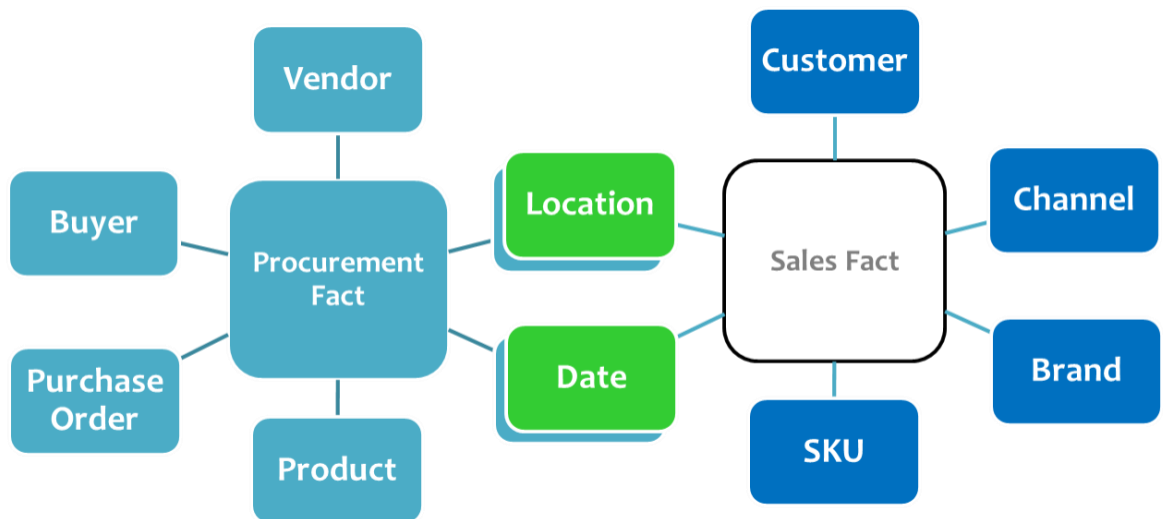 Customer
Vendor
Buyer
Location
Channel
Procurement
Fact
Sales Fact
Purchase
Order
Date
Brand
Product
SKU